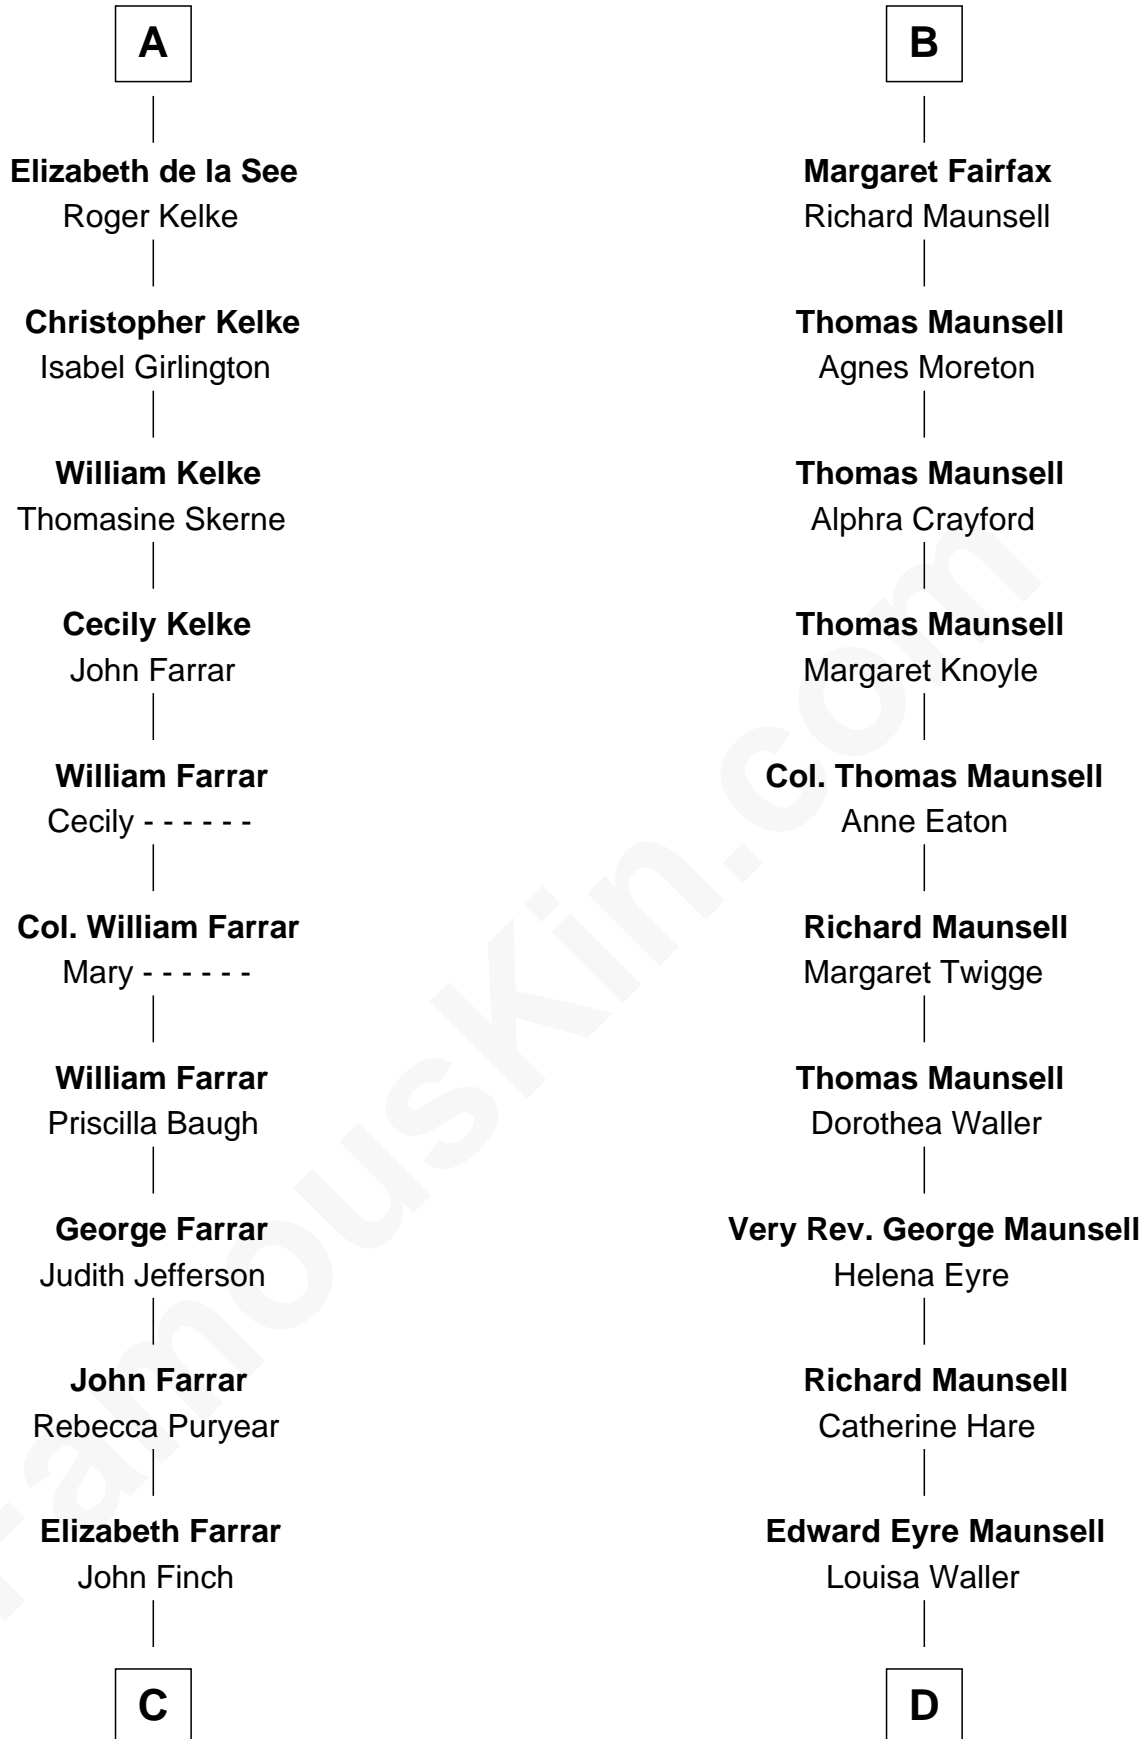 A
Elizabeth de la See
Roger Kelke
Christopher Kelke
Isabel Girlington
William Kelke
Thomasine Skerne
Cecily Kelke
John Farrar
William Farrar
Cecily - - - - - -
Col. William Farrar
Mary - - - - - -
William Farrar
Priscilla Baugh
George Farrar
Judith Jefferson
John Farrar
Rebecca Puryear
Elizabeth Farrar
John Finch
C
B
Margaret Fairfax
Richard Maunsell
Thomas Maunsell
Agnes Moreton
Thomas Maunsell
Alphra Crayford
Thomas Maunsell
Margaret Knoyle
Col. Thomas Maunsell
Anne Eaton
Richard Maunsell
Margaret Twigge
Thomas Maunsell
Dorothea Waller
Very Rev. George Maunsell
Helena Eyre
Richard Maunsell
Catherine Hare
Edward Eyre Maunsell
Louisa Waller
D
FamousKin.com